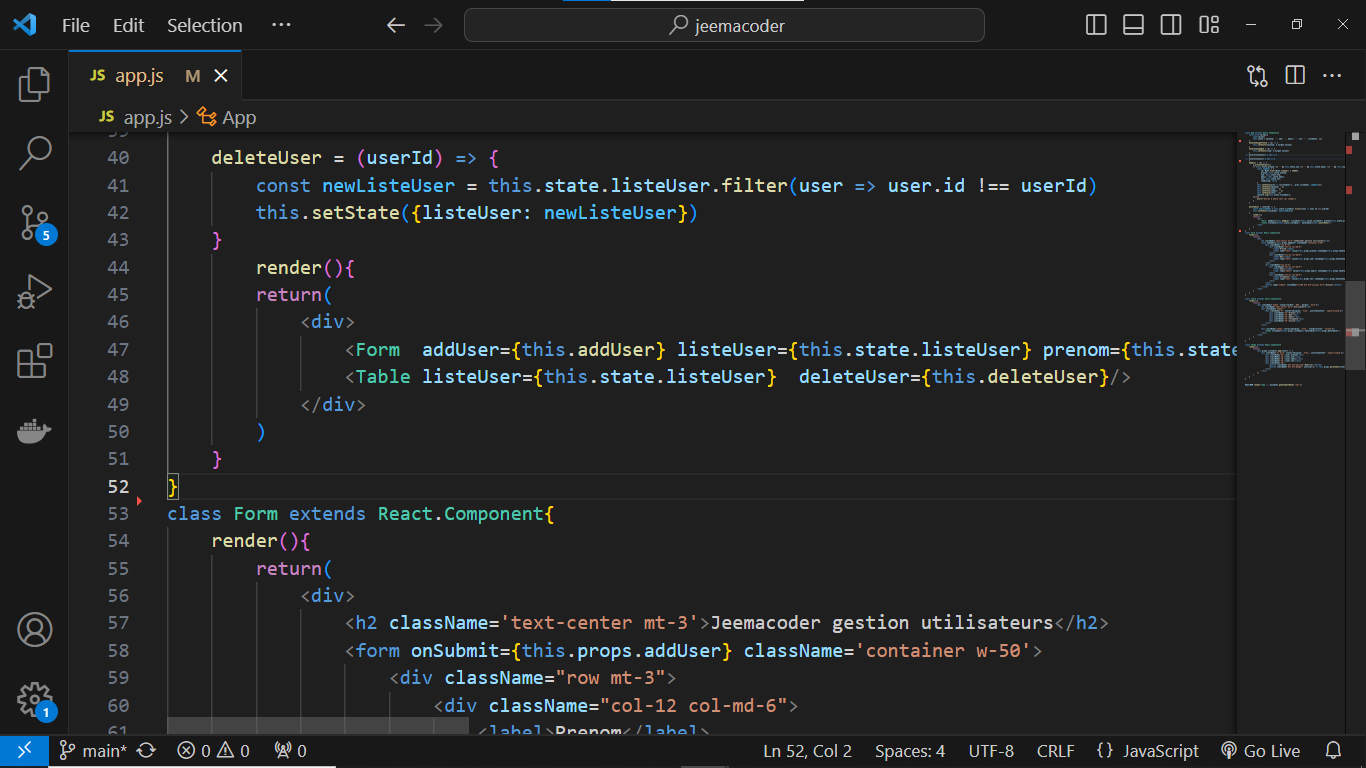 File Edit Selection ··· jeemacoder
JS app.js M
JS app.js > App
40 deleteUser = (userId) => {
41 const newListeUser = this.state.listeUser.filter(user => user.id !== userId)
42 this.setState({listeUser: newListeUser})
43 }
44 render(){
45 return(
46 <div>
47 <Form addUser={this.addUser} listeUser={this.state.listeUser} prenom={this.state
48 <Table listeUser={this.state.listeUser} deleteUser={this.deleteUser}/>
49 </div>
50 )
51 }
52 }
53 class Form extends React.Component{
54 render(){
55 return(
56 <div>
57 <h2 className='text-center mt-3'>Jeemacoder gestion utilisateurs</h2>
58 <form onSubmit={this.props.addUser} className='container w-50'>
59 <div className="row mt-3">
60 <div className="col-12 col-md-6">
61 <label>Prenom</label>
5
1
main* 0 0 0 Ln 52, Col 2 Spaces: 4 UTF-8 CRLF {} JavaScript Go Live